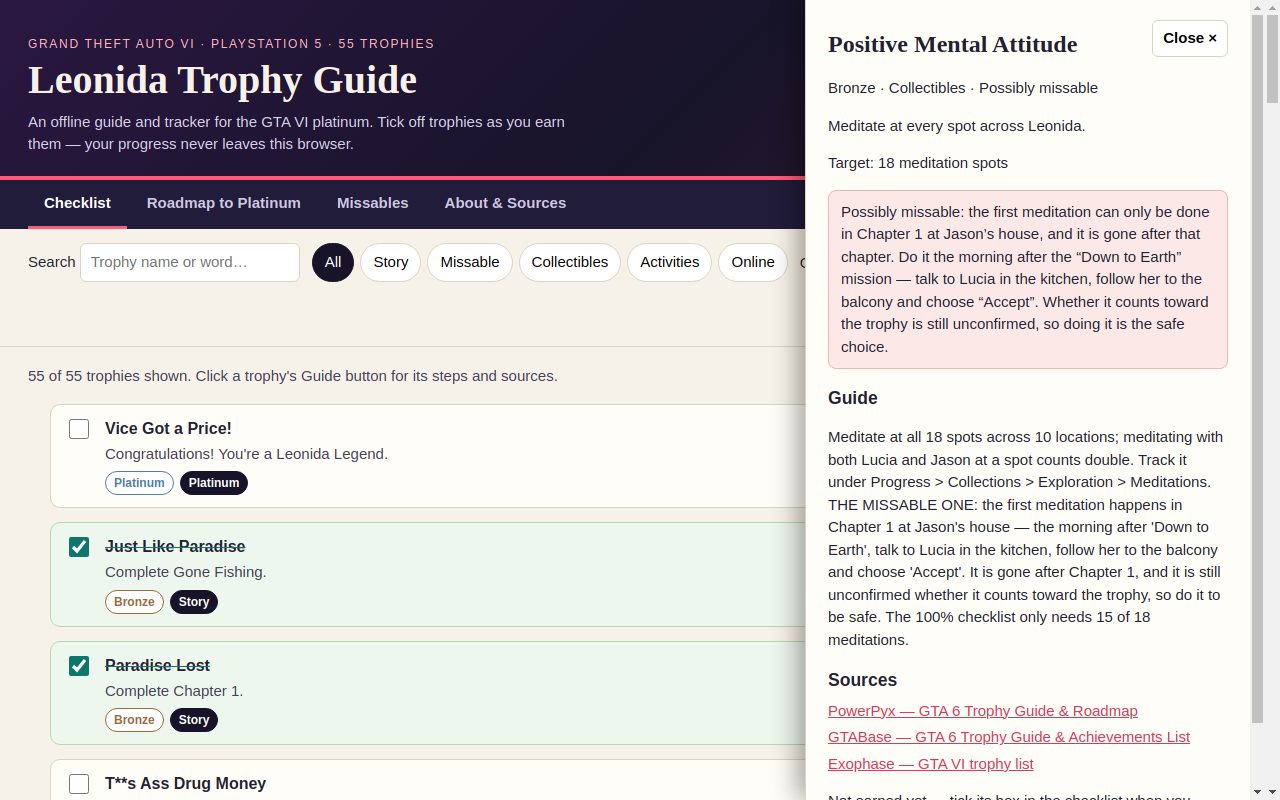 GRAND THEFT AUTO VI · PLAYSTATION 5 · 55 TROPHIES
Leonida Trophy Guide
An offline guide and tracker for the GTA VI platinum. Tick off trophies as you earn
them — your progress never leaves this browser.
Checklist
Roadmap to Platinum
Missables
About & Sources
Search
Trophy name or word…
All
Story
Missable
Collectibles
Activities
Online
55 of 55 trophies shown. Click a trophy's Guide button for its steps and sources.
Vice Got a Price!
Congratulations! You're a Leonida Legend.
Platinum
Platinum
Just Like Paradise
Complete Gone Fishing.
Bronze
Story
Paradise Lost
Complete Chapter 1.
Bronze
Story
T**s Ass Drug Money
Positive Mental Attitude
Close ×
Bronze · Collectibles · Possibly missable
Meditate at every spot across Leonida.
Target: 18 meditation spots
Possibly missable: the first meditation can only be done
in Chapter 1 at Jason’s house, and it is gone after that
chapter. Do it the morning after the “Down to Earth”
mission — talk to Lucia in the kitchen, follow her to the
balcony and choose “Accept”. Whether it counts toward
the trophy is still unconfirmed, so doing it is the safe
choice.
Guide
Meditate at all 18 spots across 10 locations; meditating with
both Lucia and Jason at a spot counts double. Track it
under Progress > Collections > Exploration > Meditations.
THE MISSABLE ONE: the first meditation happens in
Chapter 1 at Jason's house — the morning after 'Down to
Earth', talk to Lucia in the kitchen, follow her to the balcony
and choose 'Accept'. It is gone after Chapter 1, and it is still
unconfirmed whether it counts toward the trophy, so do it to
be safe. The 100% checklist only needs 15 of 18
meditations.
Sources
PowerPyx — GTA 6 Trophy Guide & Roadmap
GTABase — GTA 6 Trophy Guide & Achievements List
Exophase — GTA VI trophy list
Not earned yet — tick its box in the checklist when you